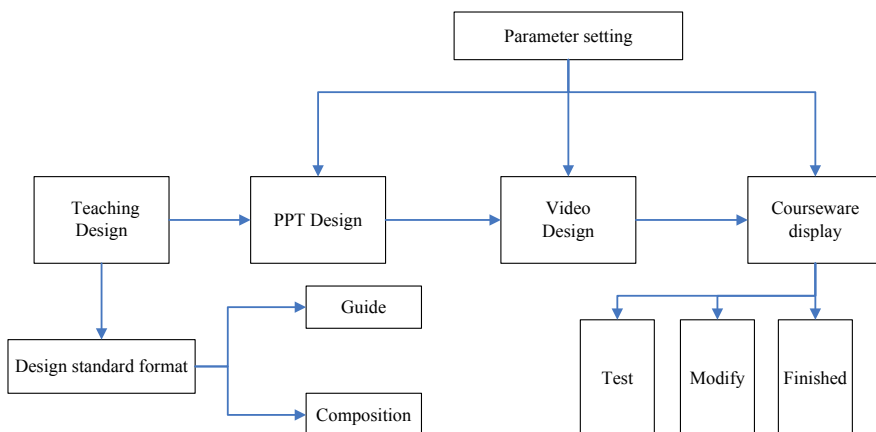 Parameter setting
Teaching
Design
PPT Design
Video
Design
Courseware
display
Guide
Design standard format
Composition
Test
Modify
Finished